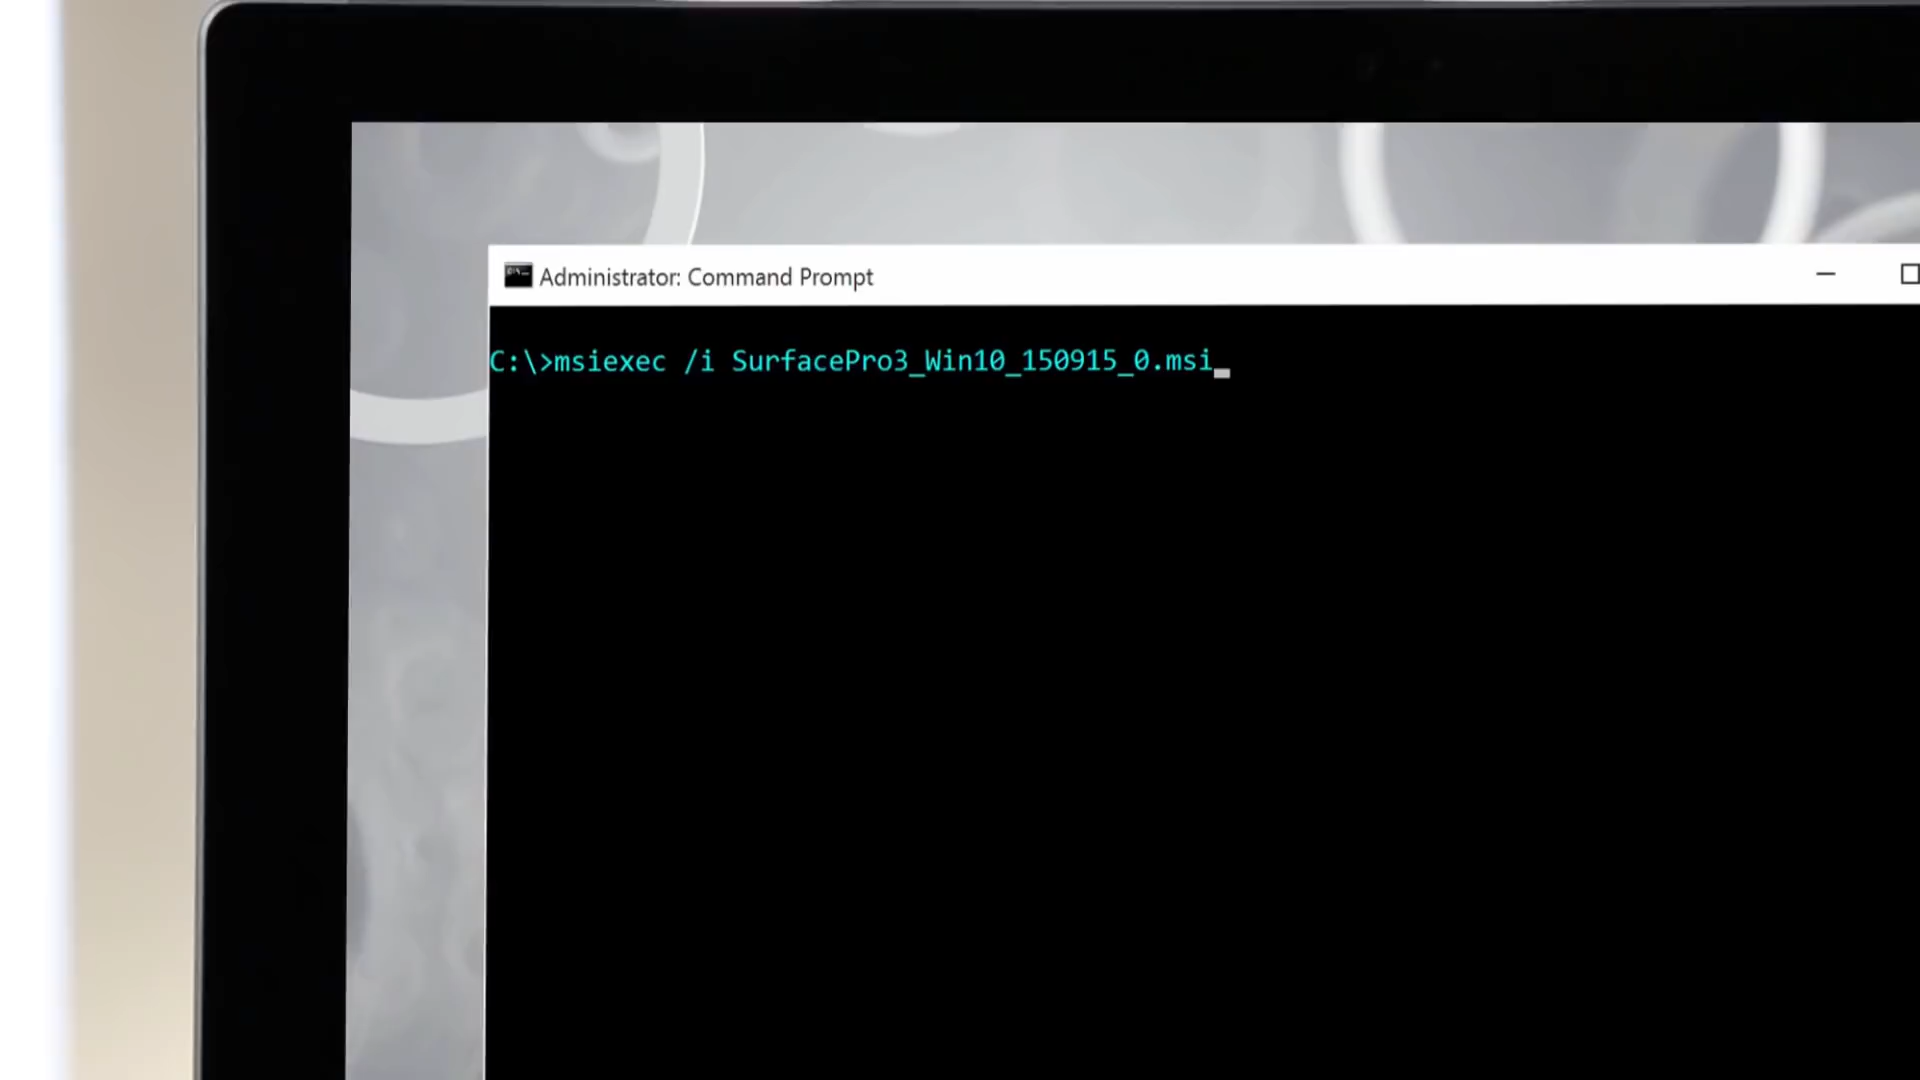 Administrator: Command Prompt
C:\>msiexec /i SurfacePro3_Win10_150915_0.msi